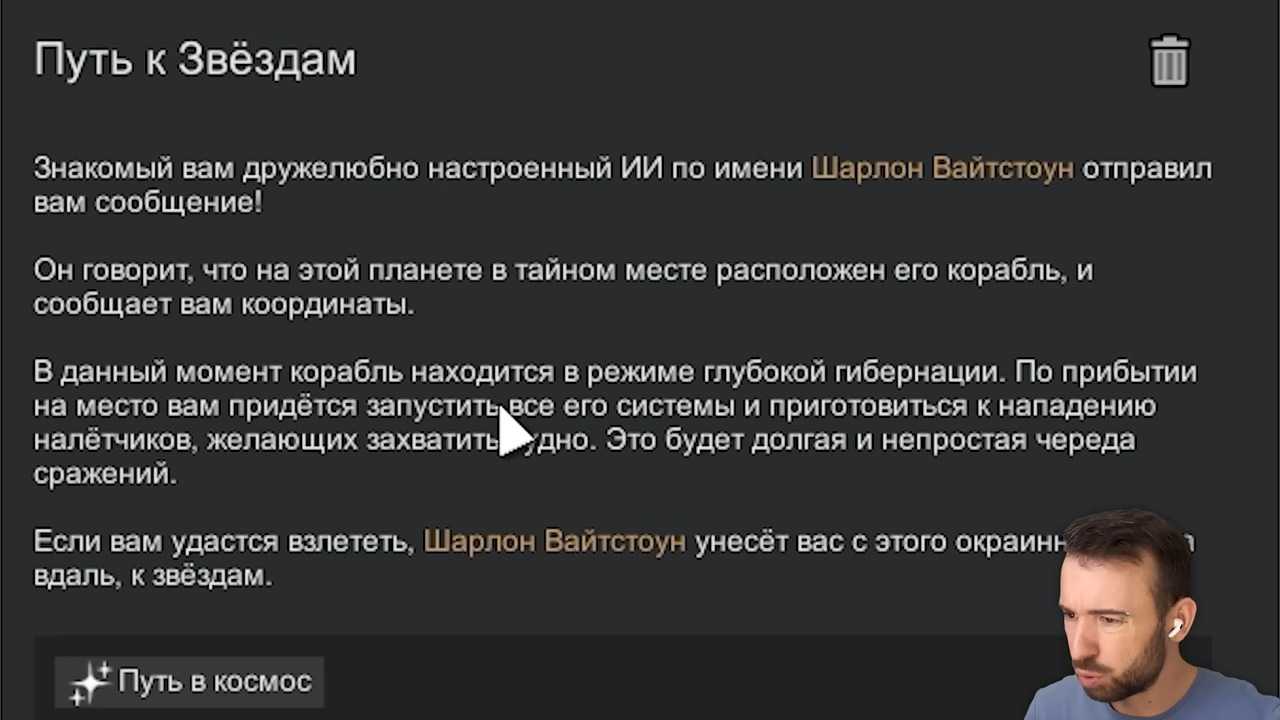 Путь к Звёздам
Знакомый вам дружелюбно настроенный ИИ по имени Шарлон Вайтстоун отправил
вам сообщение!
Он говорит, что на этой планете в тайном месте расположен его корабль, и
сообщает вам координаты.
В данный момент корабль находится в режиме глубокой гибернации. По прибытии
на место вам придётся запустить все его системы и приготовиться к нападению
налётчиков, желающих захватить. Это будет долгая и непростая череда
сражений.
Если вам удастся взлететь, Шарлон Вайтстоун унесёт вас с этого
вдаль, к звёздам.
Путь в космос